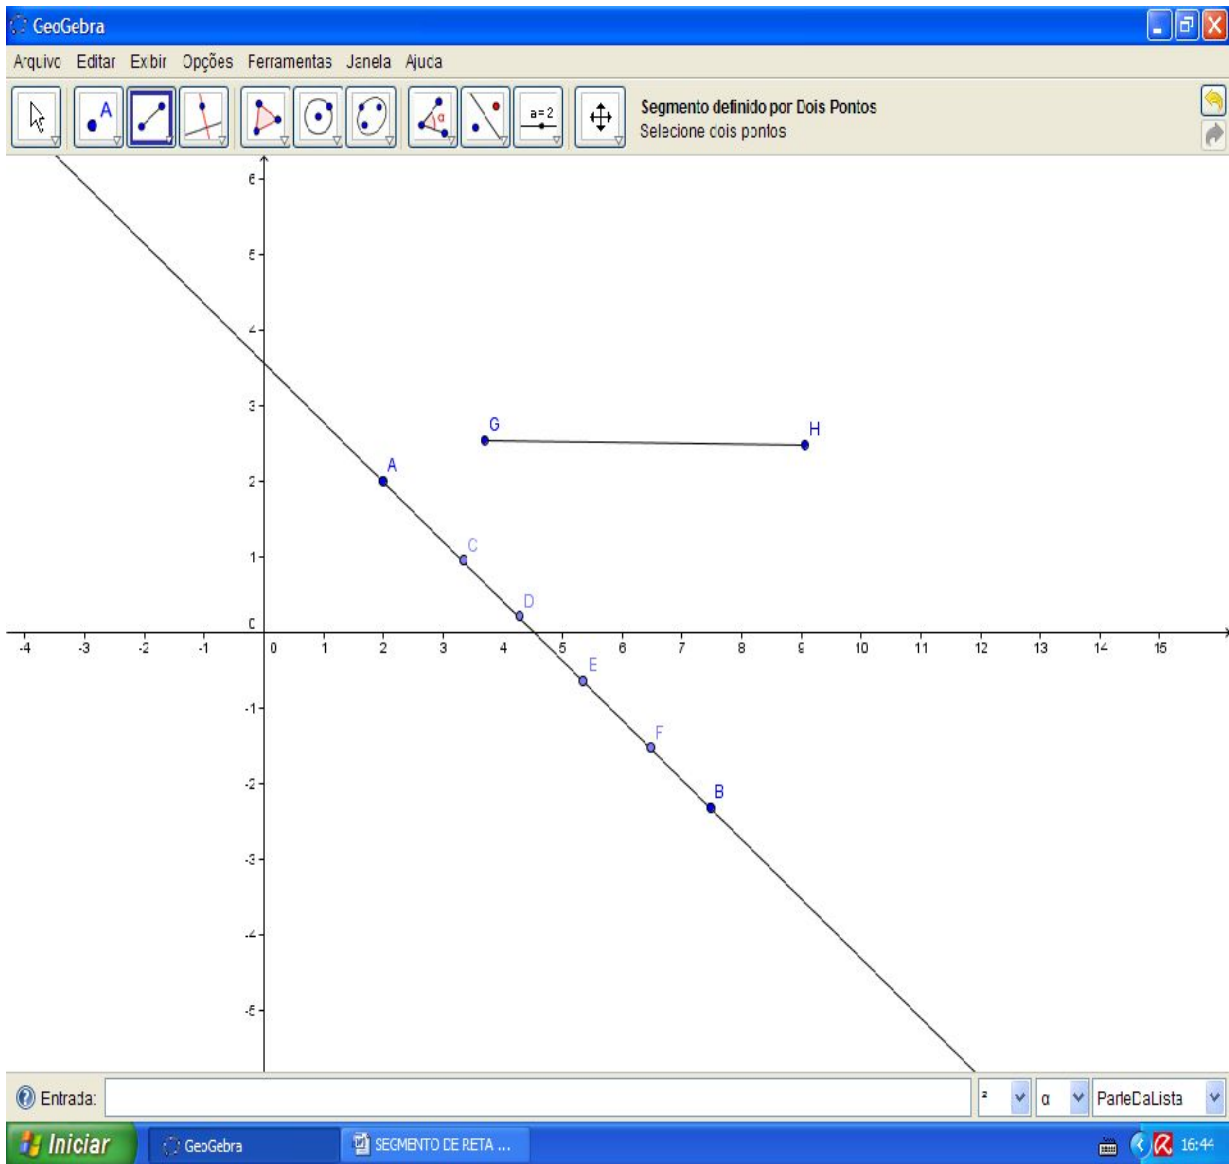 GeoGebra
Arquivo Editar Exibir Opções Ferramentas Janela Ajuda
A
α
a=2
Segmento definido por Dois Pontos
Selecione dois pontos
6
5
4
3
2
1
0
-1
-2
-3
-4
-5
-4 -3 -2 -1 0 1 2 3 4 5 6 7 8 9 10 11 12 13 14 15
G
H
A
C
D
E
F
B
Entrada:
² α ParteDaLista
Iniciar GeoGebra SEGMENTO DE RETA ... 16:44